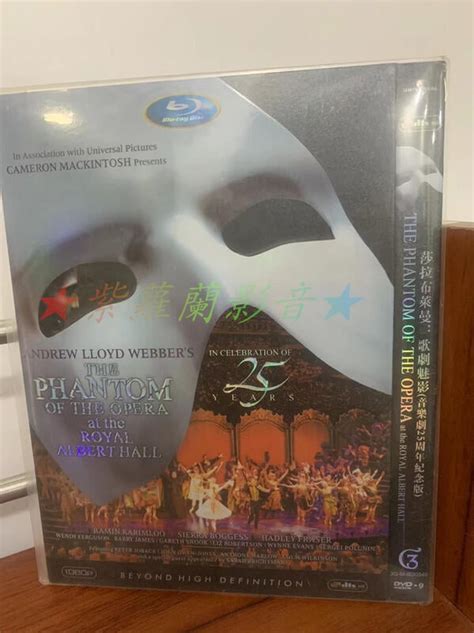 Blu-ray Disc
In Association with Universal Pictures
CAMERON MACKINTOSH Presents
★紫蘿蘭影音★
ANDREW LLOYD WEBBER'S
THE
PHANTOM
OF THE OPERA
at the
ROYAL
ALBERT HALL
IN CELEBRATION OF
25
YEARS
RAMIN KARIMLOO SIERRA BOGGESS HADLEY FRASER
WENDY FERGUSON BARRY JAMES GARETH SNOOK LIZ ROBERTSON WYNNE EVANS SERGEI POLUNIN
BEYOND HIGH DEFINITION
莎拉布萊曼：歌劇魅影(音樂劇25周年紀念版)
THE PHANTOM OF THE OPERA at the ROYAL ALBERT HALL
DVD-9